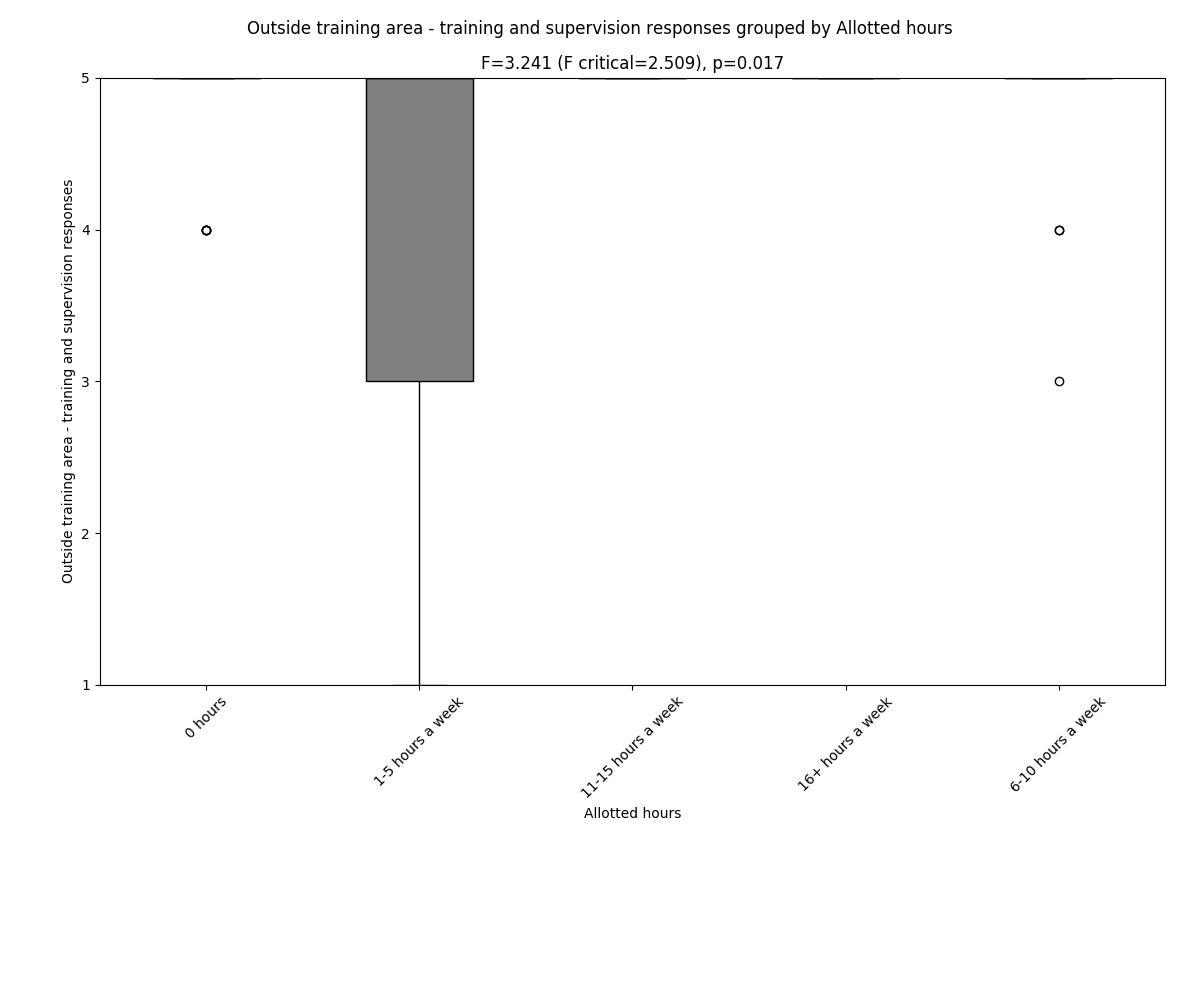 Outside training area - training and supervision responses grouped by Allotted hours
F=3.241 (F critical=2.509), p=0.017
Outside training area - training and supervision responses
5
4
3
2
1
0 hours
1-5 hours a week
11-15 hours a week
16+ hours a week
6-10 hours a week
Allotted hours